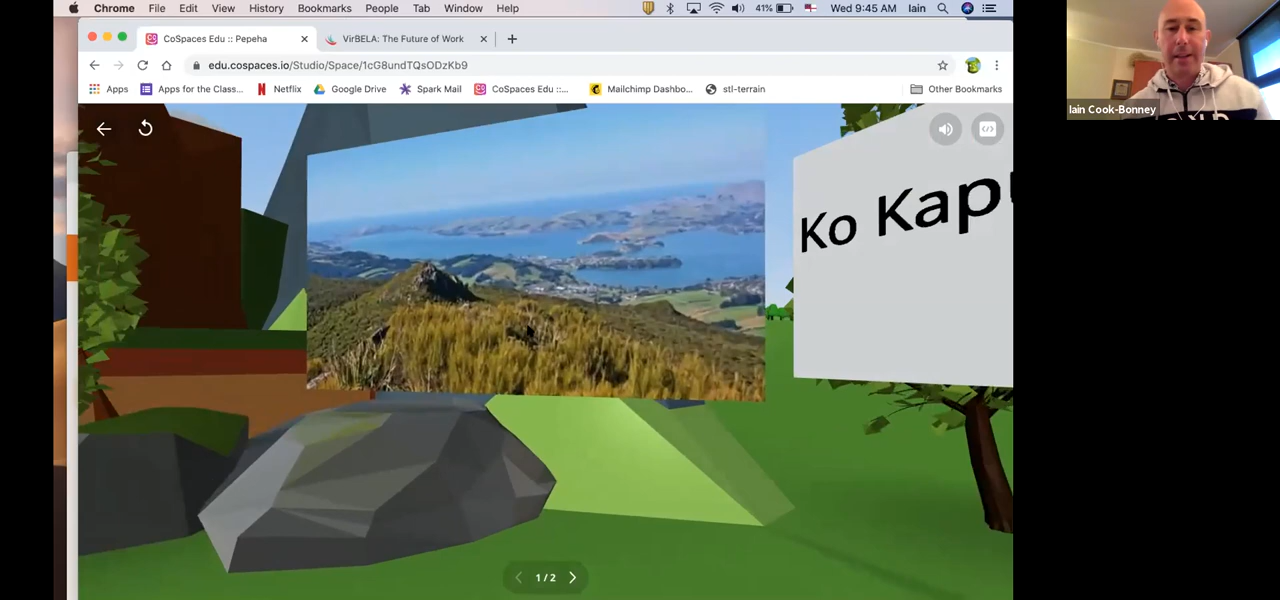 Chrome File Edit View History Bookmarks People Tab Window Help 41% Wed 9:45 AM Iain
CoSpaces Edu :: Pepeha VirBELA: The Future of Work
edu.cospaces.io/Studio/Space/1cG8undTQsODzKb9
Apps Apps for the Class... Netflix Google Drive Spark Mail CoSpaces Edu ::... Mailchimp Dashbo... stl-terrain Other Bookmarks
Iain Cook-Bonney
Ko Kap
1 / 2